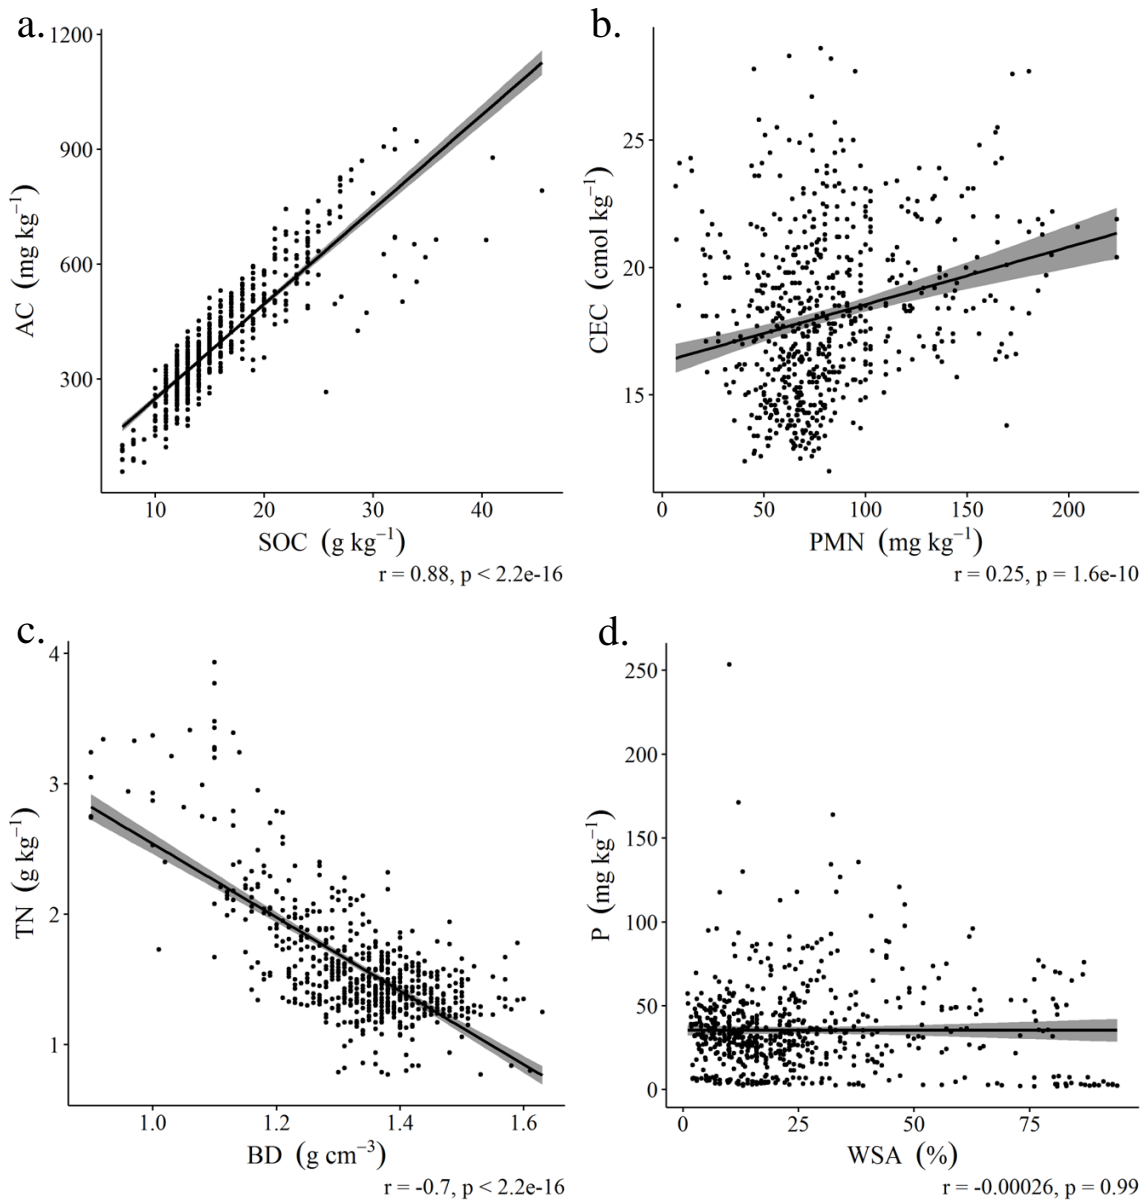 a.
1200
900
600
300
AC (mg kg⁻¹)
10 20 30 40
SOC (g kg⁻¹)
r = 0.88, p < 2.2e-16
b.
25
20
15
CEC (cmol kg⁻¹)
0 50 100 150 200
PMN (mg kg⁻¹)
r = 0.25, p = 1.6e-10
c.
4
3
2
1
TN (g kg⁻¹)
1.0 1.2 1.4 1.6
BD (g cm⁻³)
r = -0.7, p < 2.2e-16
d.
250
200
150
100
50
0
P (mg kg⁻¹)
0 25 50 75
WSA (%)
r = -0.00026, p = 0.99